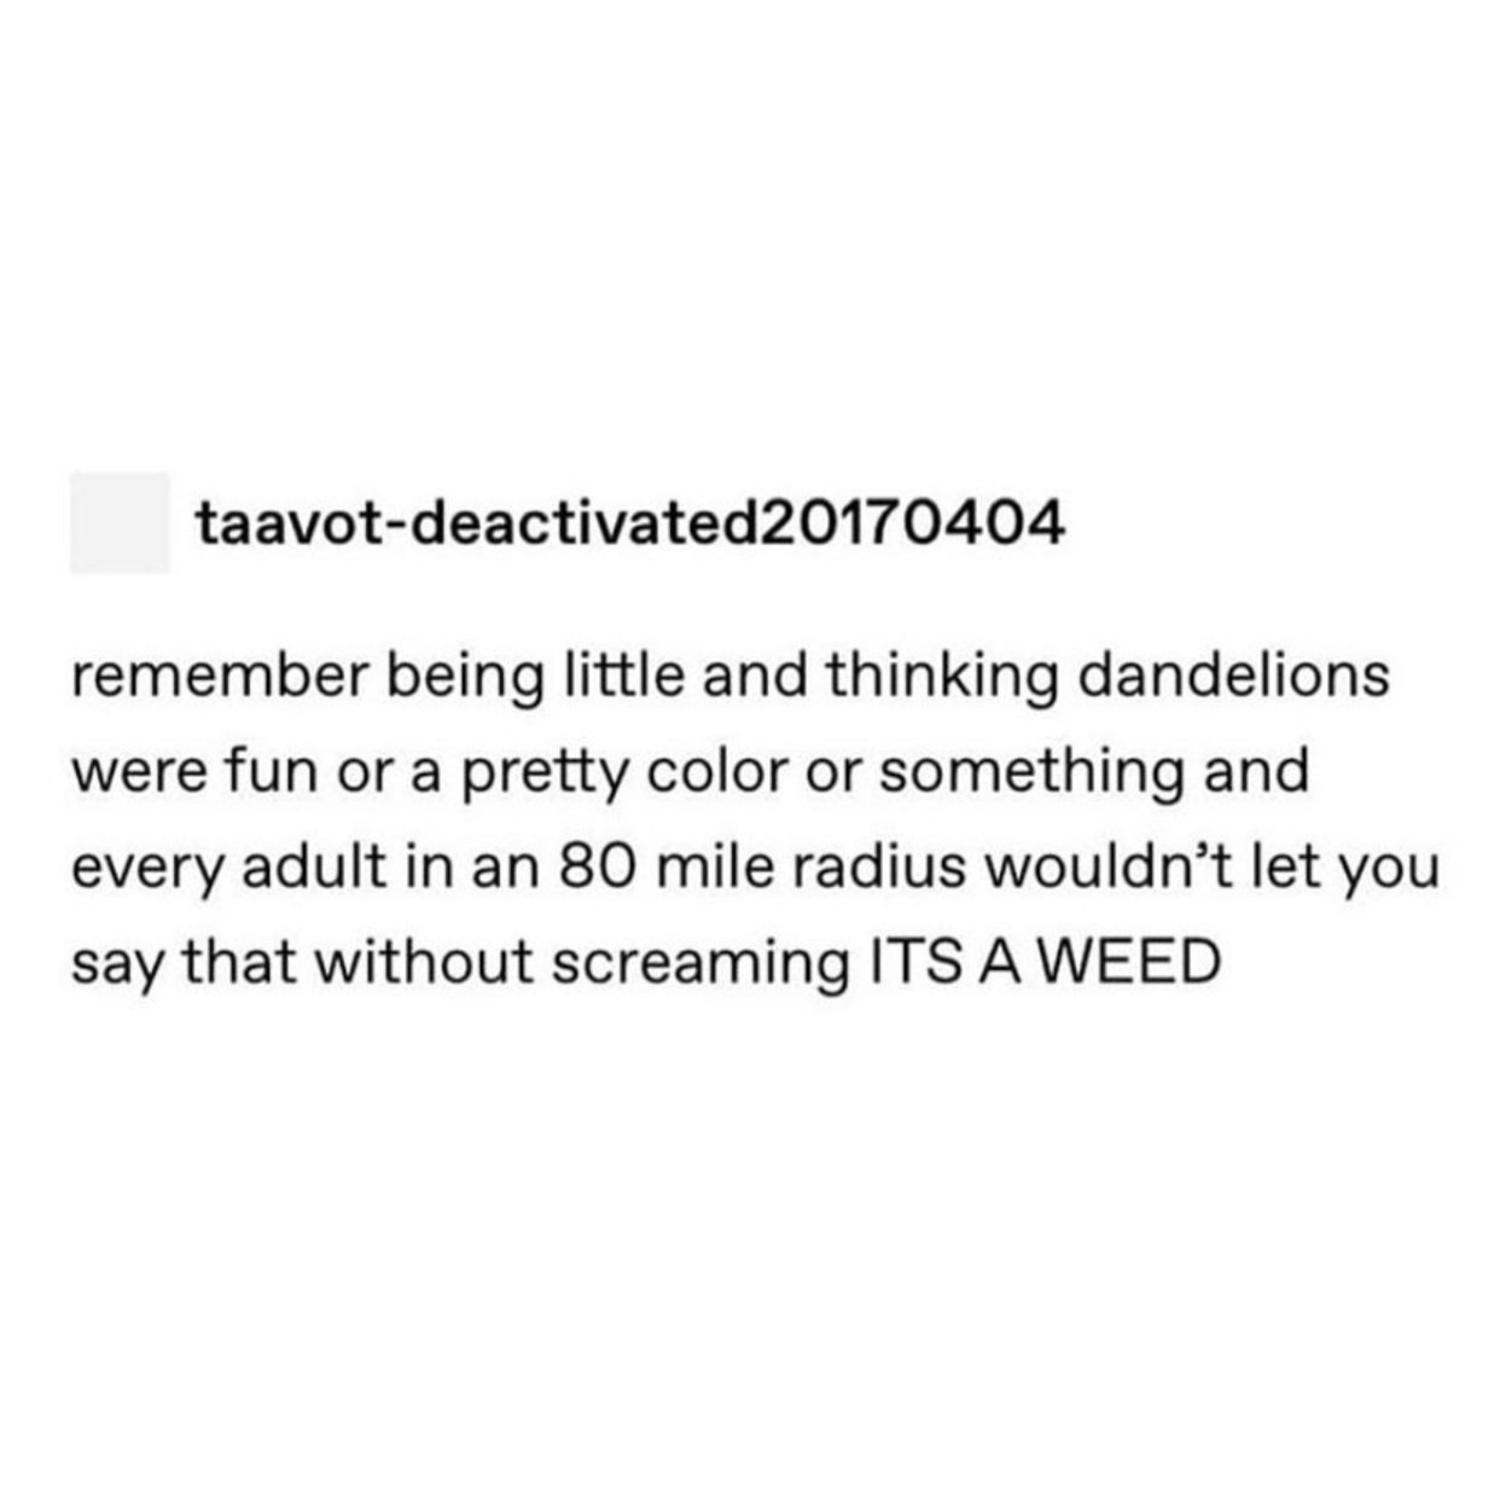 taavot-deactivated20170404
remember being little and thinking dandelions
were fun or a pretty color or something and
every adult in an 80 mile radius wouldn’t let you
say that without screaming ITS A WEED